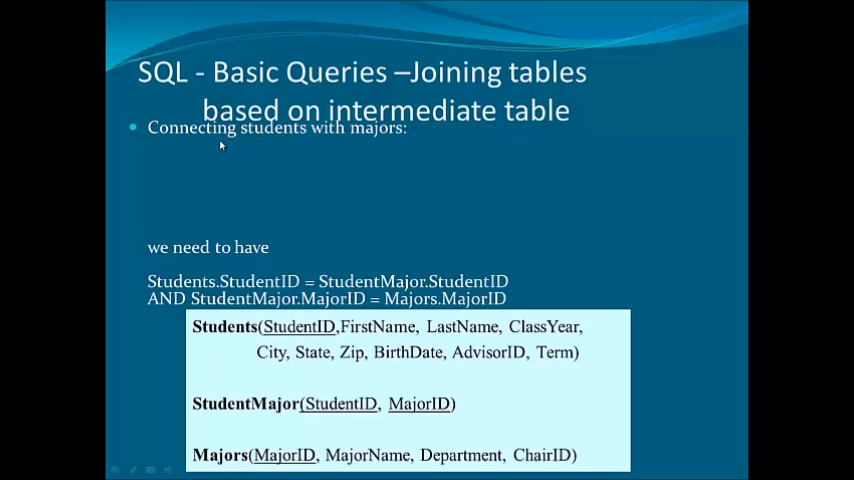 SQL - Basic Queries –Joining tables
based on intermediate table
Connecting students with majors:
we need to have
Students.StudentID = StudentMajor.StudentID
AND StudentMajor.MajorID = Majors.MajorID
Students(StudentID,FirstName, LastName, ClassYear,
City, State, Zip, BirthDate, AdvisorID, Term)
StudentMajor(StudentID, MajorID)
Majors(MajorID, MajorName, Department, ChairID)